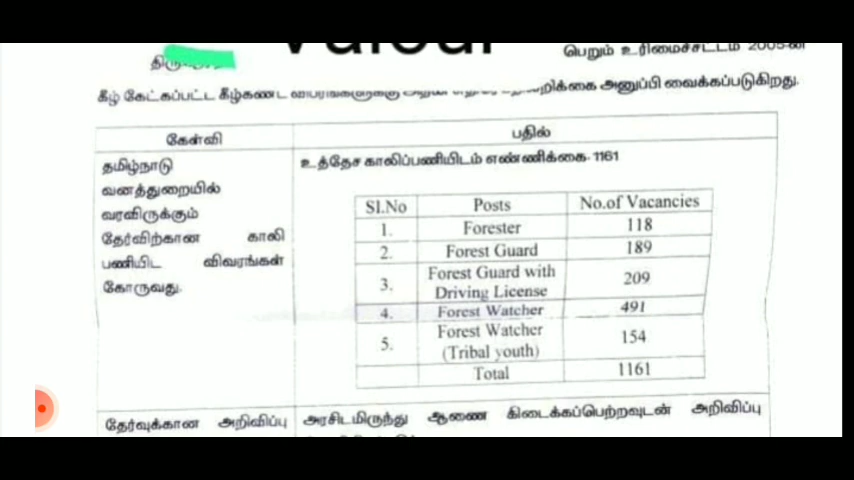 பெறும் உரிமைச்சட்டம் 2005-ன்
கீழ் கேட்கப்பட்ட கீழ்கண்ட அனுப்பி வைக்கப்படுகிறது.
கேள்வி பதில்
தமிழ்நாடு
வனத்துறையில்
வரவிருக்கும்
தேர்விற்கான காலி
பணியிட விவரங்கள்
கோருவது.
உத்தேச காலிப்பணியிடம் எண்ணிக்கை- 1161
Sl.No Posts No.of Vacancies
1. Forester 118
2. Forest Guard 189
3. Forest Guard with Driving License 209
4. Forest Watcher 491
5. Forest Watcher (Tribal youth) 154
Total 1161
தேர்வுக்கான அறிவிப்பு அரசிடமிருந்து ஆணை கிடைக்கப்பெற்றவுடன் அறிவிப்பு